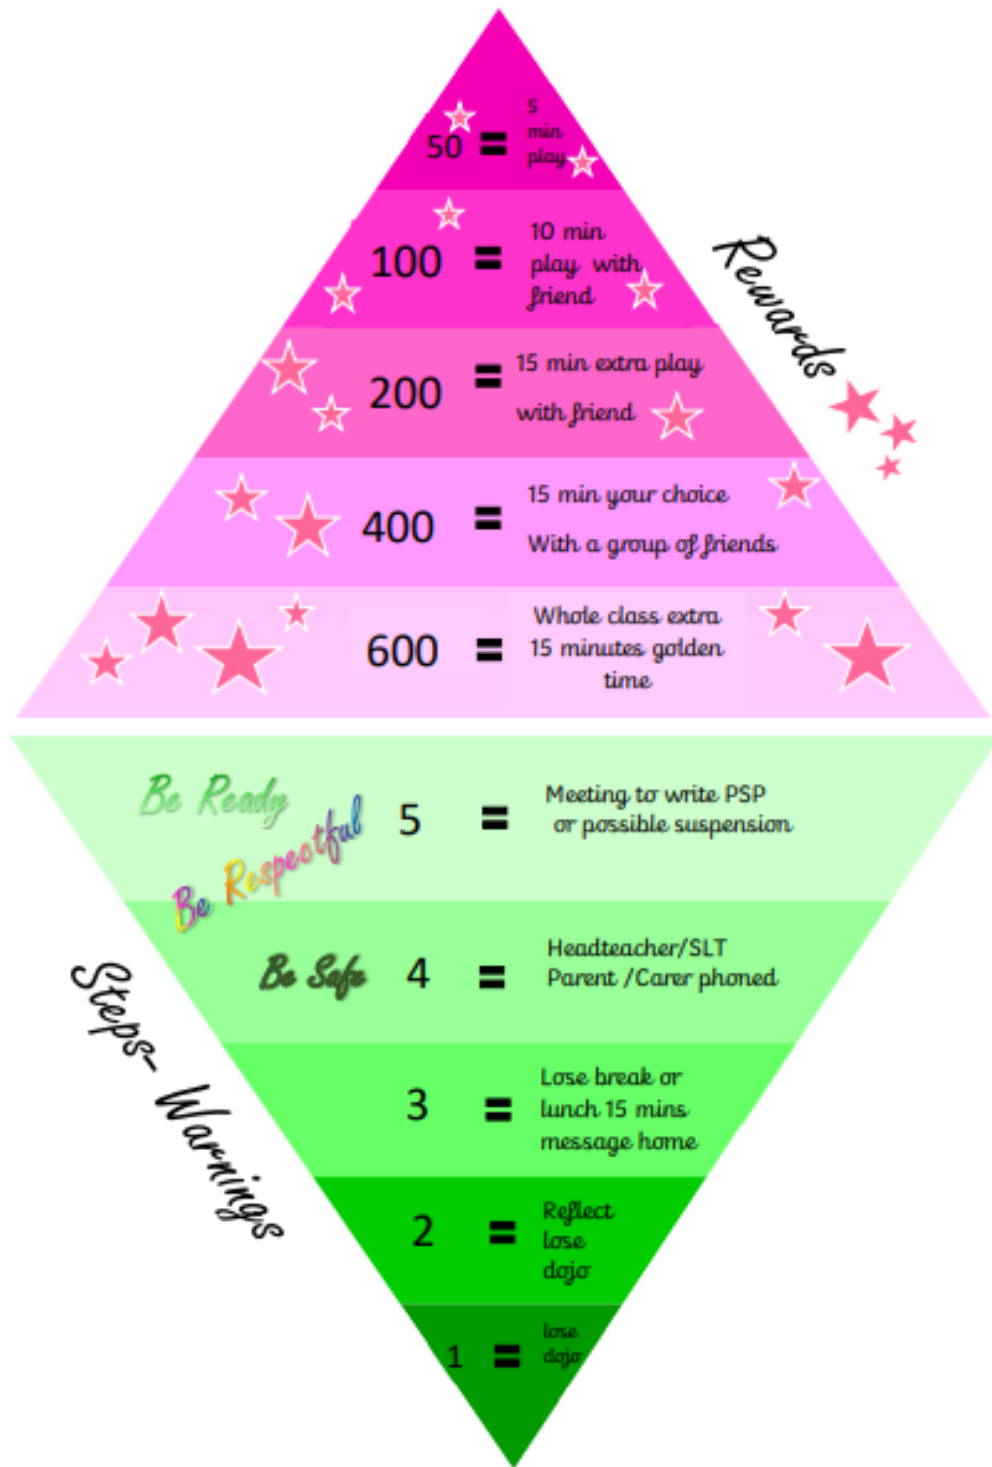 5
min
50 = play
10 min
100 = play with
friend
Rewards
200 = 15 min extra play
with friend
400 = 15 min your choice
With a group of friends
Whole class extra
600 = 15 minutes golden
time
Be Ready
Be Respectful
5 = Meeting to write PSP
or possible suspension
Be Safe
4 = Headteacher/SLT
Parent /Carer phoned
Steps- Warnings
3 = Lose break or
lunch 15 mins
message home
2 = Reflect
lose
dojo
1 = lose
dojo